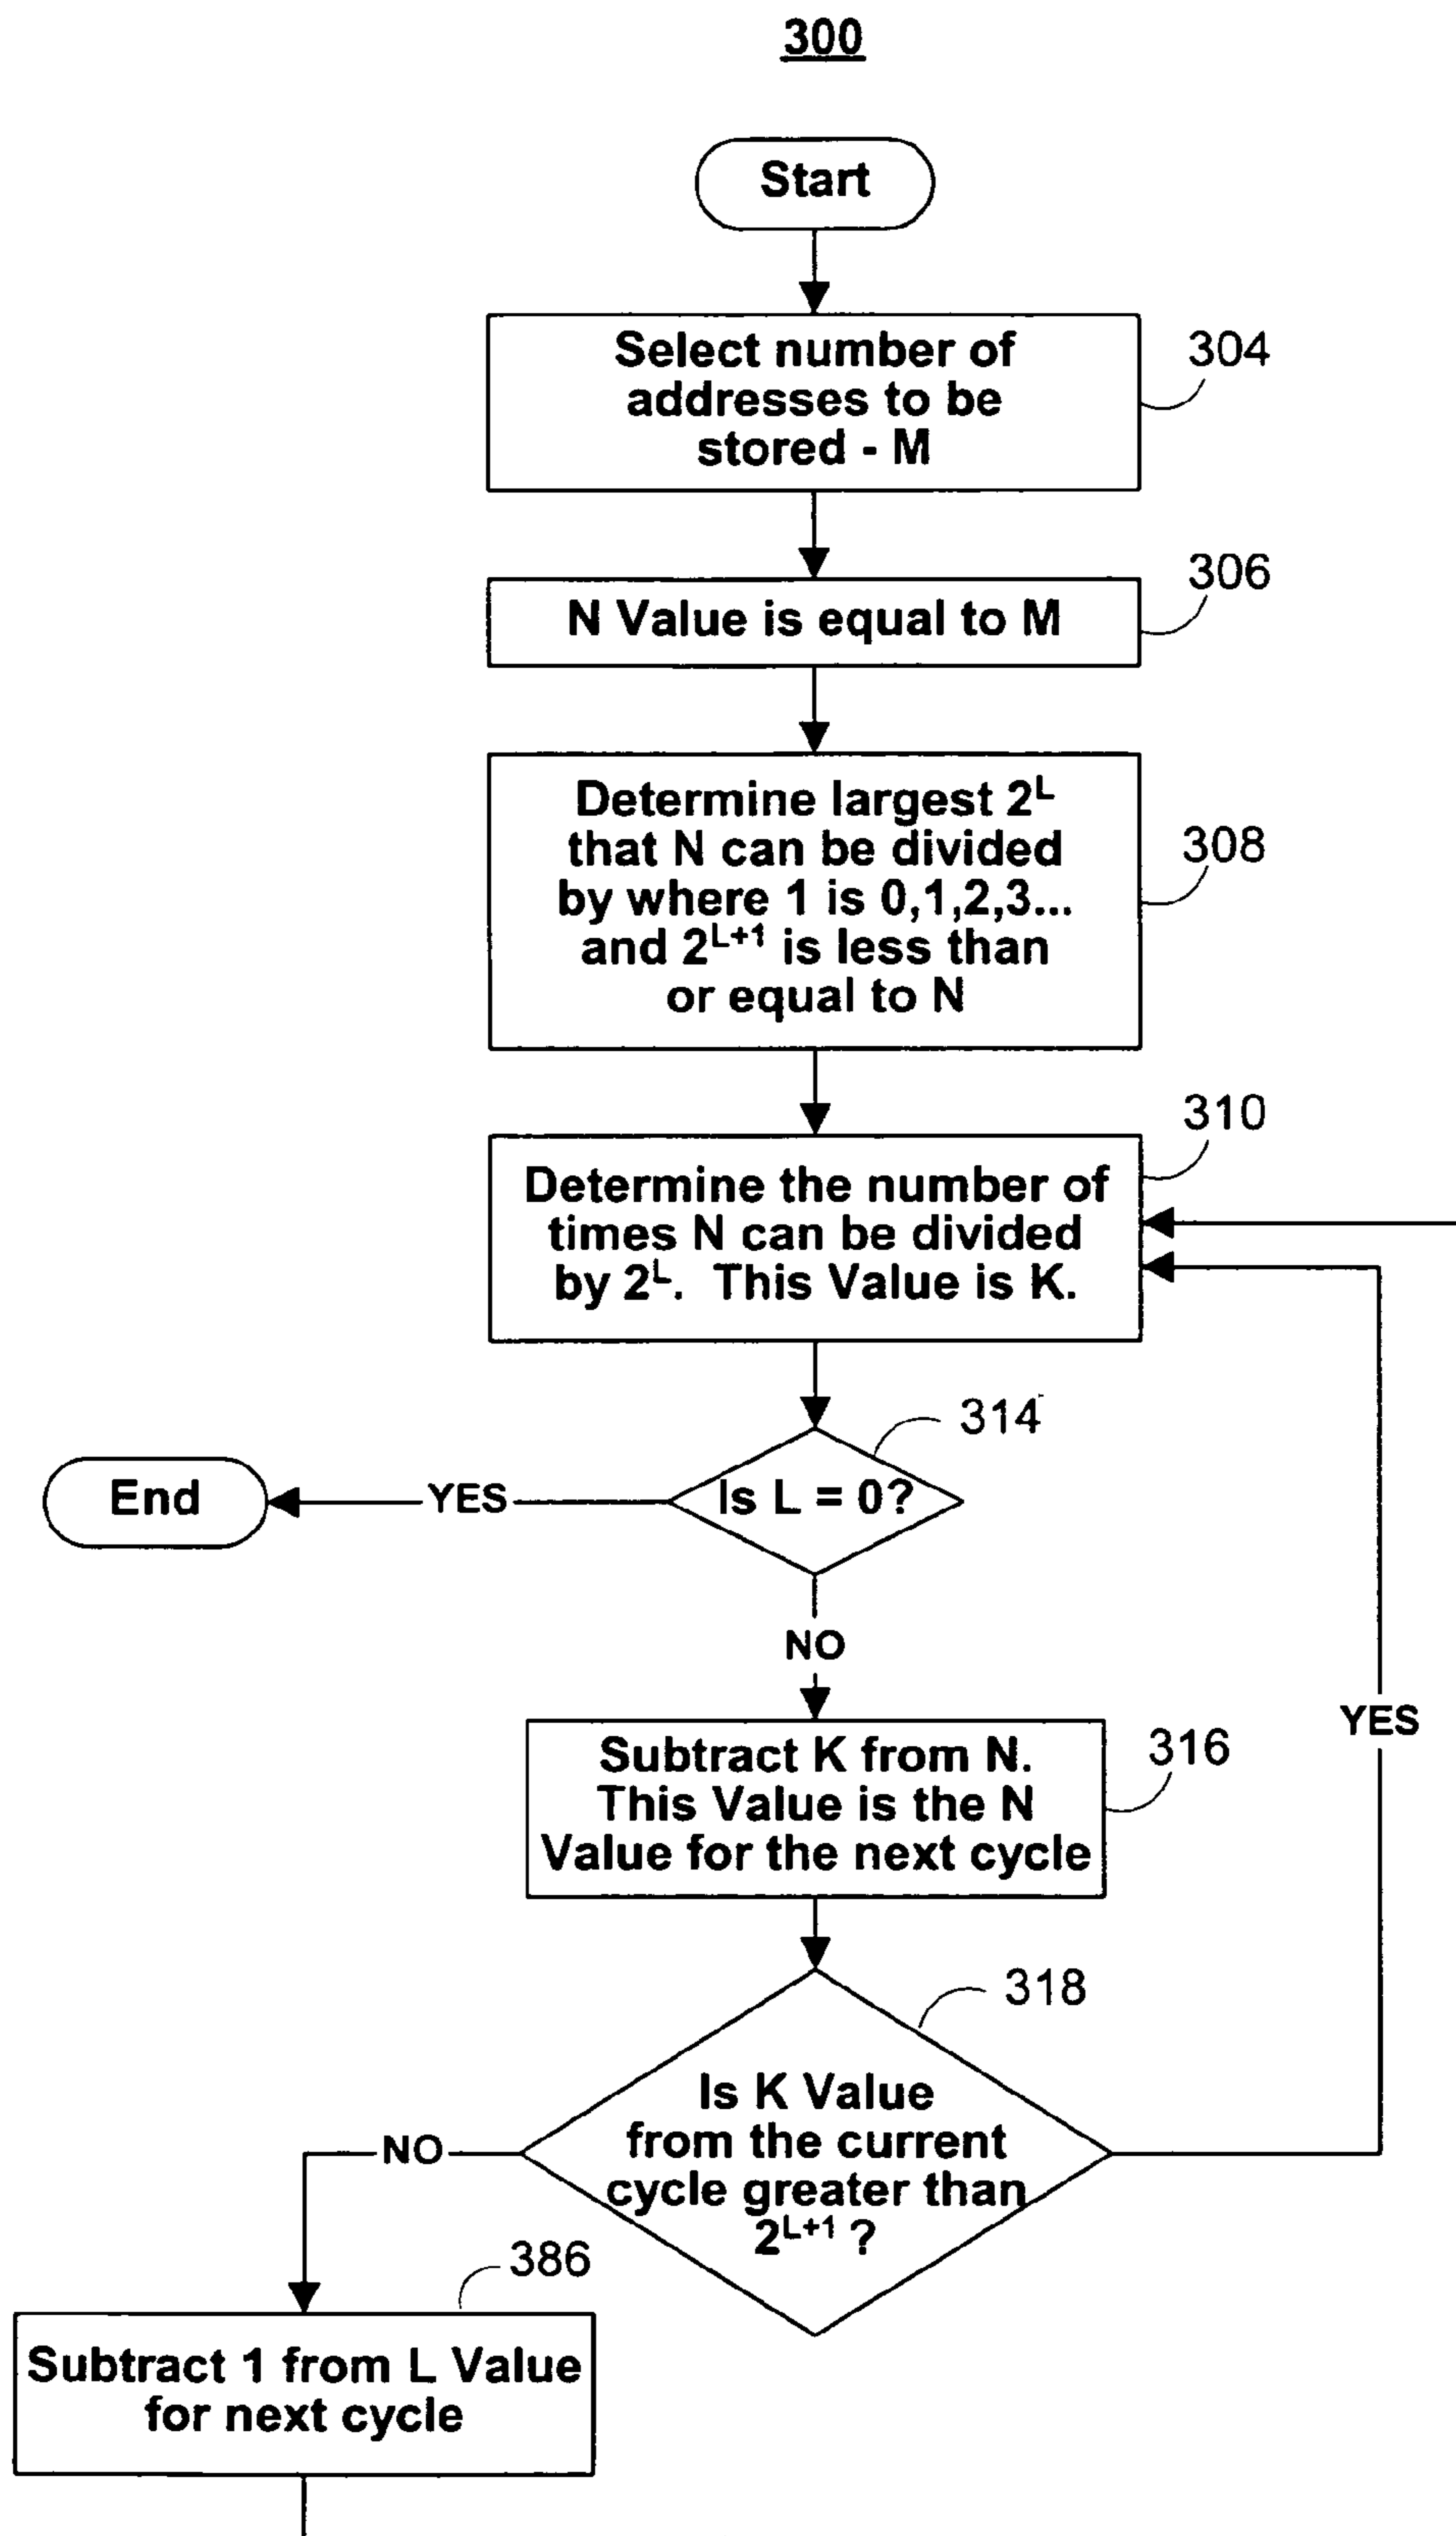 300
Start
Select number of
addresses to be
stored - M
304
N Value is equal to M
306
Determine largest 2^L
that N can be divided
by where 1 is 0,1,2,3...
and 2^L+1 is less than
or equal to N
308
Determine the number of
times N can be divided
by 2^L. This Value is K.
310
Is L = 0?
314
YES
End
NO
Subtract K from N.
This Value is the N
Value for the next cycle
316
YES
Is K Value
from the current
cycle greater than
2^L+1 ?
318
NO
Subtract 1 from L Value
for next cycle
386